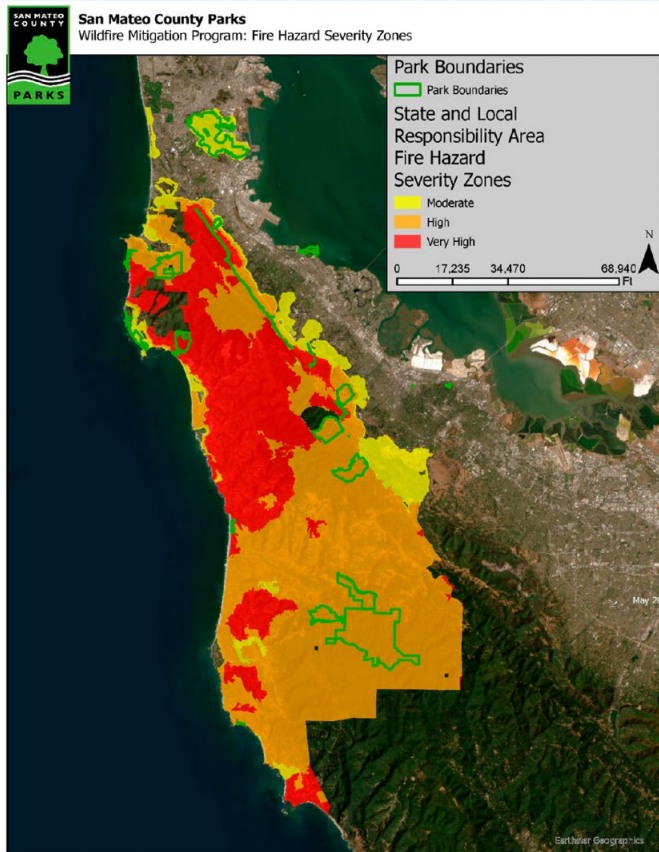 SAN MATEO
COUNTY
PARKS
San Mateo County Parks
Wildfire Mitigation Program: Fire Hazard Severity Zones
Park Boundaries
Park Boundaries
State and Local
Responsibility Area
Fire Hazard
Severity Zones
Moderate
High
Very High
N
0 17,235 34,470 68,940
Ft
May 20
Earthstar Geographics